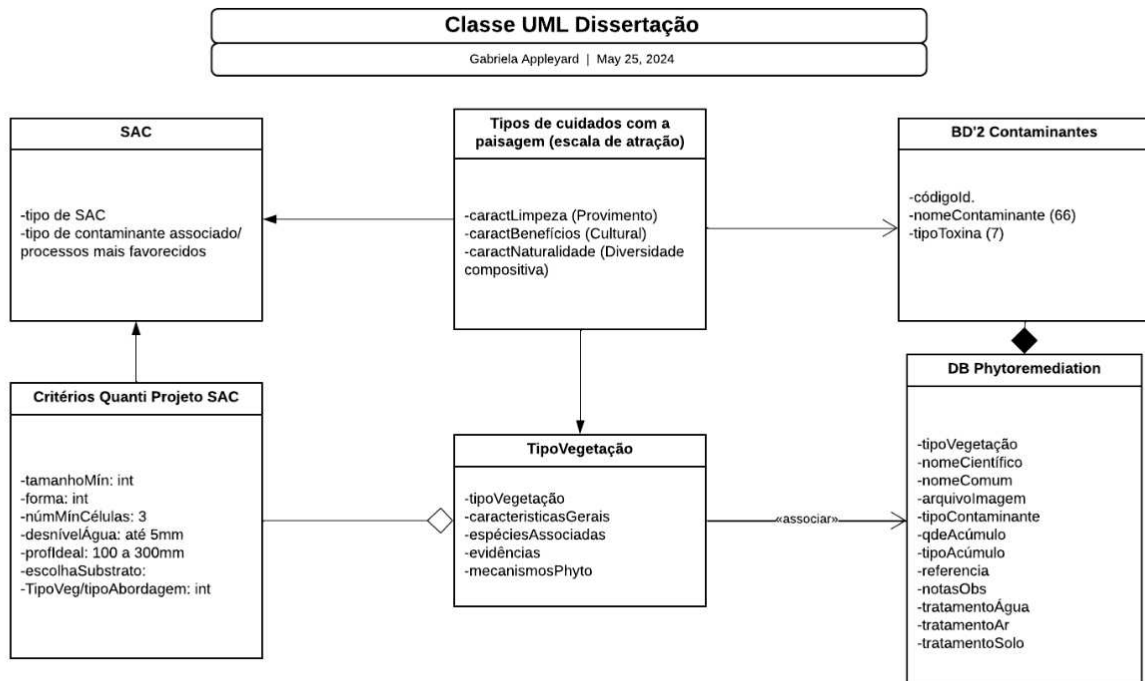 Classe UML Dissertação
Gabriela Appleyard | May 25, 2024
SAC
-tipo de SAC
-tipo de contaminante associado/
processos mais favorecidos
Tipos de cuidados com a
paisagem (escala de atração)
-caractLimpeza (Provimento)
-caractBenefícios (Cultural)
-caractNaturalidade (Diversidade
compositiva)
BD'2 Contaminantes
-códigoId.
-nomeContaminante (66)
-tipoToxina (7)
Critérios Quanti Projeto SAC
-tamanhoMín: int
-forma: int
-númMínCélulas: 3
-desnívelÁgua: até 5mm
-profIdeal: 100 a 300mm
-escolhaSubstrato:
-TipoVeg/tipoAbordagem: int
TipoVegetação
-tipoVegetação
-caracteristicasGerais
-espéciesAssociadas
-evidências
-mecanismosPhyto
«associar»
DB Phytoremediation
-tipoVegetação
-nomeCientífico
-nomeComum
-arquivoImagem
-tipoContaminante
-qdeAcúmulo
-tipoAcúmulo
-referencia
-notasObs
-tratamentoÁgua
-tratamentoAr
-tratamentoSolo